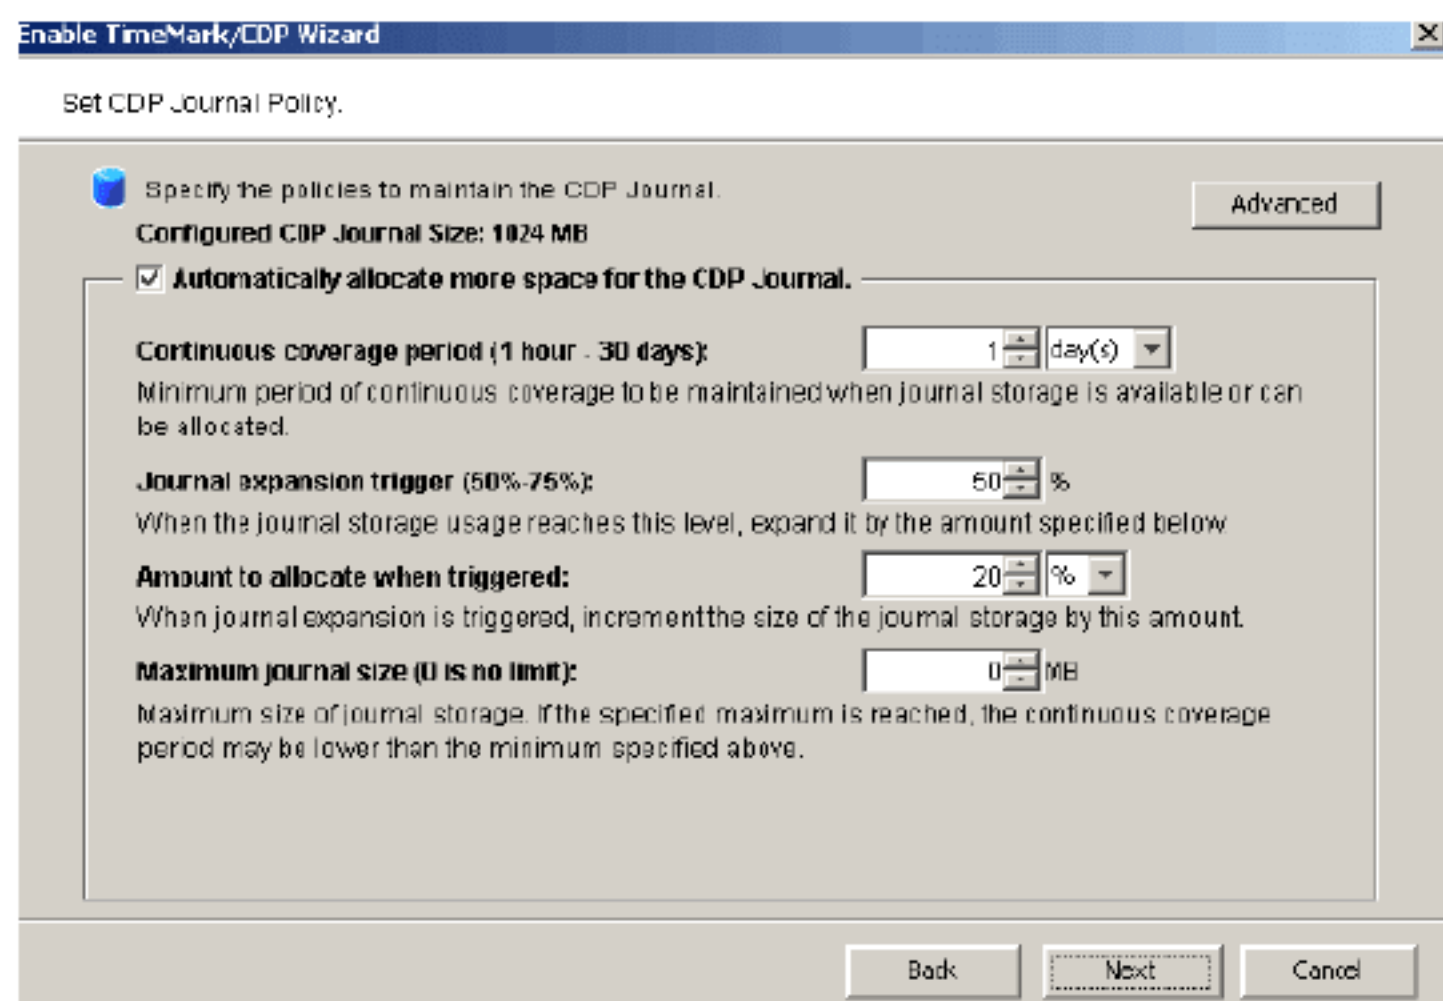 Enable TimeMark/CDP Wizard
Set CDP Journal Policy.
Specify the policies to maintain the CDP Journal.
Advanced
Configured CDP Journal Size: 1024 MB
Automatically allocate more space for the CDP Journal.
Continuous coverage period (1 hour - 30 days): 1 day(s)
Minimum period of continuous coverage to be maintained when journal storage is available or can
be allocated.
Journal expansion trigger (50%-75%): 50 %
When the journal storage usage reaches this level, expand it by the amount specified below.
Amount to allocate when triggered: 20 %
When journal expansion is triggered, increment the size of the journal storage by this amount.
Maximum journal size (0 is no limit): 0 MB
Maximum size of journal storage. If the specified maximum is reached, the continuous coverage
period may be lower than the minimum specified above.
Back Next Cancel